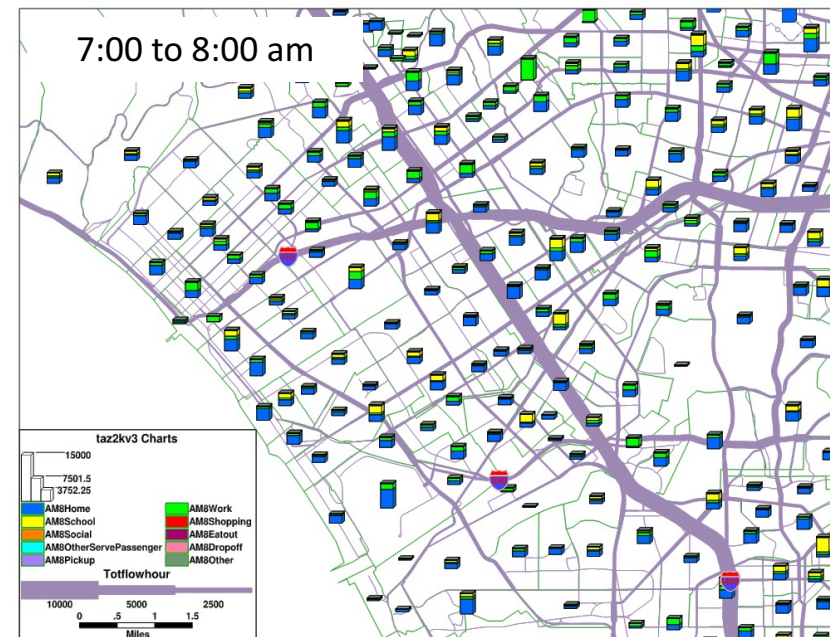 7:00 to 8:00 am
taz2kv3 Charts
15000
7501.5
3752.25
AM8Home
AM8School
AM8Social
AM8OtherServePassenger
AM8Pickup
AM8Work
AM8Shopping
AM8Eatout
AM8Dropoff
AM8Other
Totflowhour
10000 5000 2500
0 .5 1 1.5
Miles